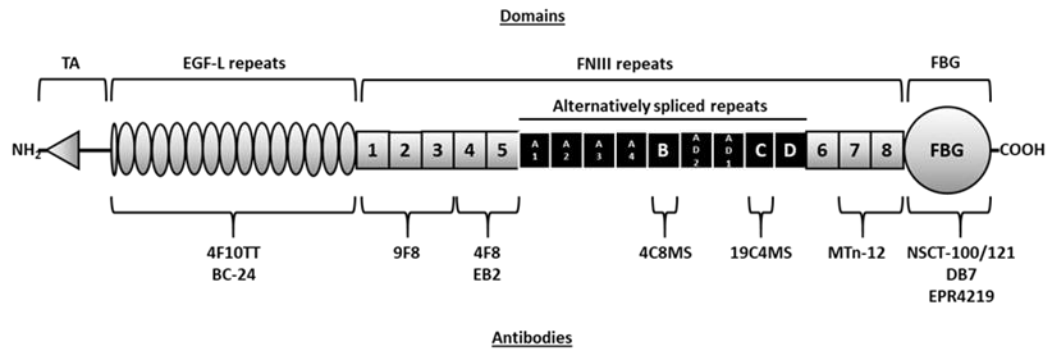 Domains
TA EGF-L repeats FNIII repeats FBG
Alternatively spliced repeats
NH2 1 2 3 4 5 A1 A2 A3 A4 B AD2 AD1 C D 6 7 8 FBG COOH
4F10TT 9F8 4F8 4C8MS 19C4MS MTn-12 NSCT-100/121
BC-24 EB2 DB7
EPR4219
Antibodies